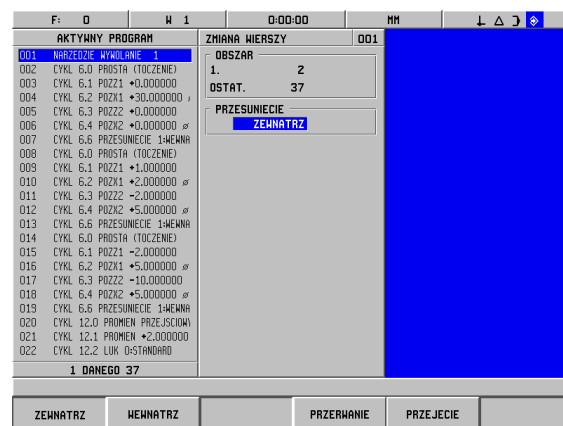 F: 0 W 1 0:00:00 MM
AKTYWNY PROGRAM
001 NARZEDZIE WYWOLANIE 1
002 CYKL 6.0 PROSTA (TOCZENIE)
003 CYKL 6.1 POZZ1 +0.000000
004 CYKL 6.2 POZX1 +30.000000
005 CYKL 6.3 POZZ2 +0.000000
006 CYKL 6.4 POZX2 +0.000000 ø
007 CYKL 6.6 PRZESUNIECIE 1:WEWNA
008 CYKL 6.0 PROSTA (TOCZENIE)
009 CYKL 6.1 POZZ1 +1.000000
010 CYKL 6.2 POZX1 +2.000000 ø
011 CYKL 6.3 POZZ2 -2.000000
012 CYKL 6.4 POZX2 +5.000000 ø
013 CYKL 6.6 PRZESUNIECIE 1:WEWNA
014 CYKL 6.0 PROSTA (TOCZENIE)
015 CYKL 6.1 POZZ1 -2.000000
016 CYKL 6.2 POZX1 +5.000000 ø
017 CYKL 6.3 POZZ2 -10.000000
018 CYKL 6.4 POZX2 +5.000000 ø
019 CYKL 6.6 PRZESUNIECIE 1:WEWNA
020 CYKL 12.0 PROMIEN PRZEJSCIOW
021 CYKL 12.1 PROMIEN +2.000000
022 CYKL 12.2 LUK 0:STANDARD
1 DANEGO 37
ZMIANA WIERSZY 001
OBSZAR
1. 2
OSTAT. 37
PRZESUNIECIE
ZEWNATRZ
ZEWNATRZ WEWNATRZ PRZERWANIE PRZEJECIE